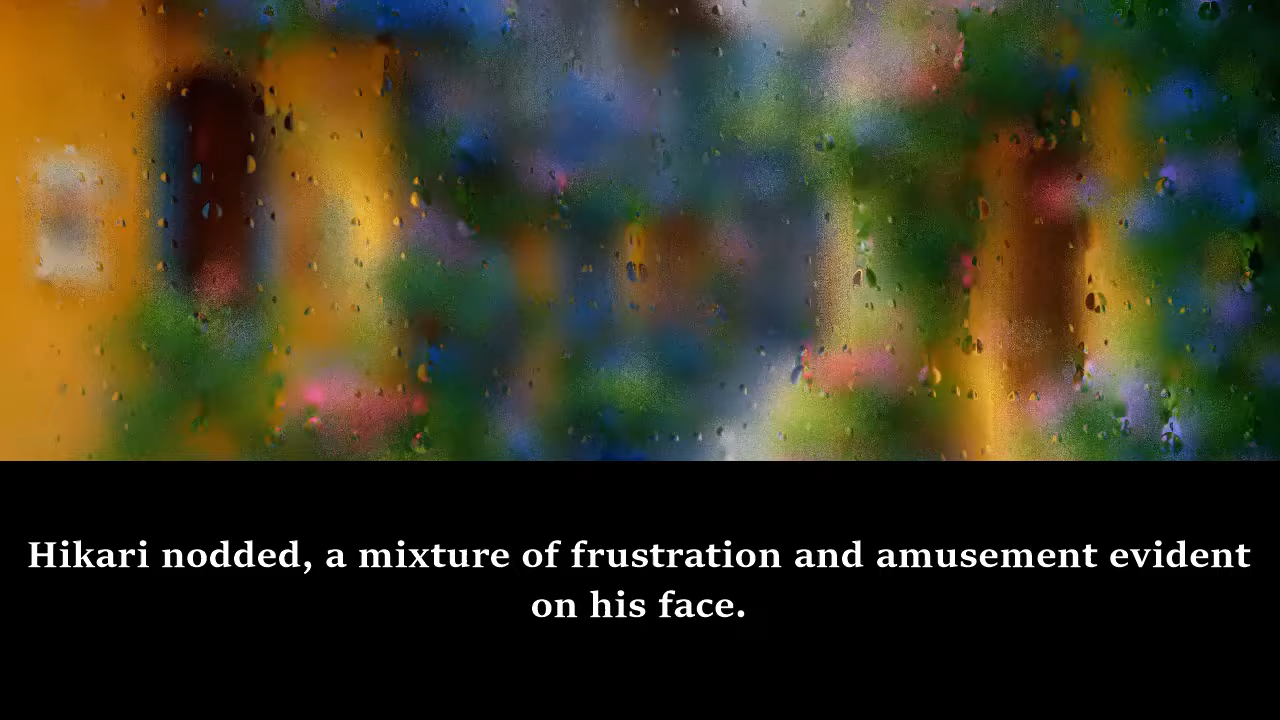 Hikari nodded, a mixture of frustration and amusement evident
on his face.